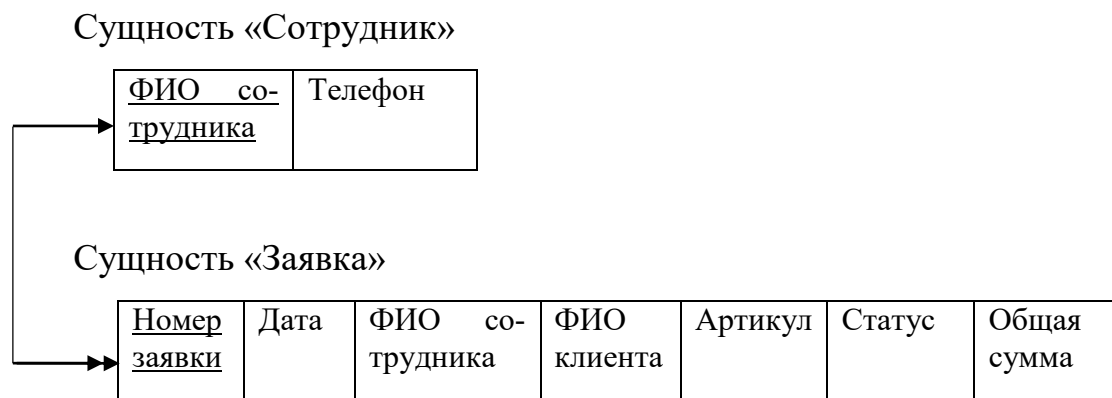 Сущность «Сотрудник»
ФИО со- Телефон
трудника
Сущность «Заявка»
Номер Дата ФИО со- ФИО Артикул Статус Общая
заявки трудника клиента сумма